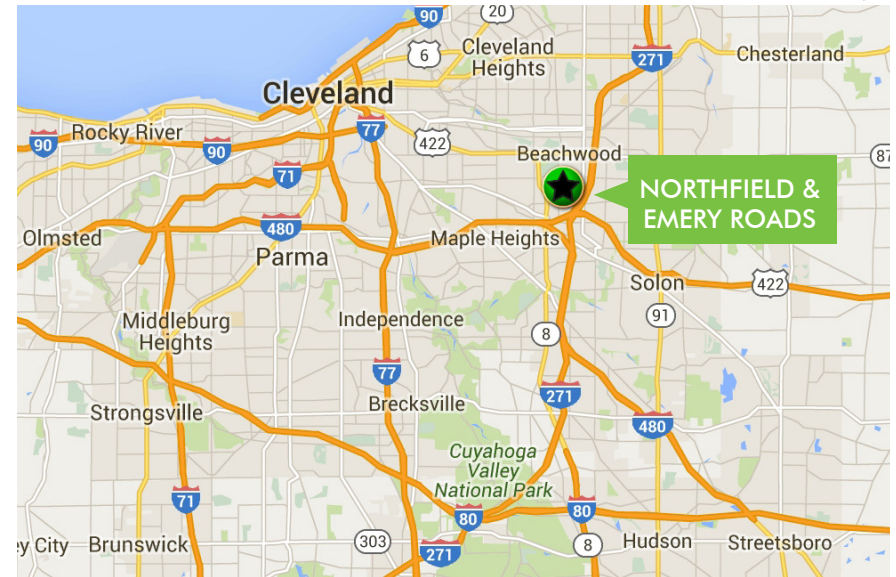 90
20
6
Cleveland
Heights
271
Chesterland
Cleveland
Rocky River
77
90
90
422
Beachwood
87
71
NORTHFIELD &
EMERY ROADS
Olmsted
480
Maple Heights
Parma
Solon
422
91
Middleburg
Heights
Independence
8
77
271
Strongsville
Brecksville
480
Cuyahoga
Valley
National Park
71
80
80
ey City
Brunswick
303
271
8
Hudson
Streetsboro